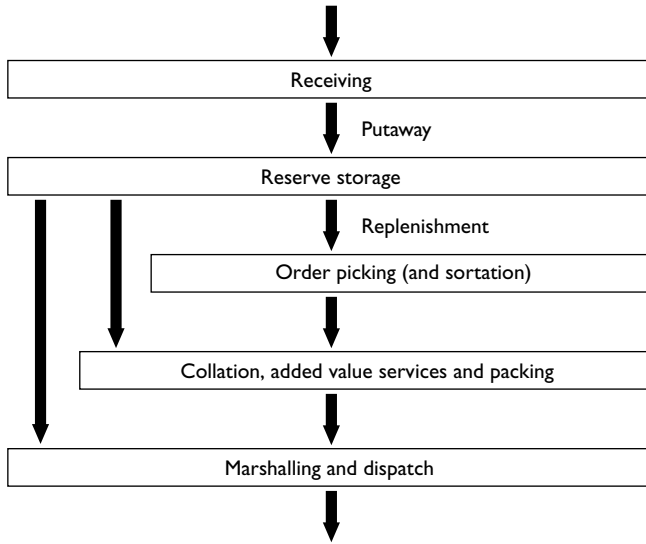 Receiving
Putaway
Reserve storage
Replenishment
Order picking (and sortation)
Collation, added value services and packing
Marshalling and dispatch